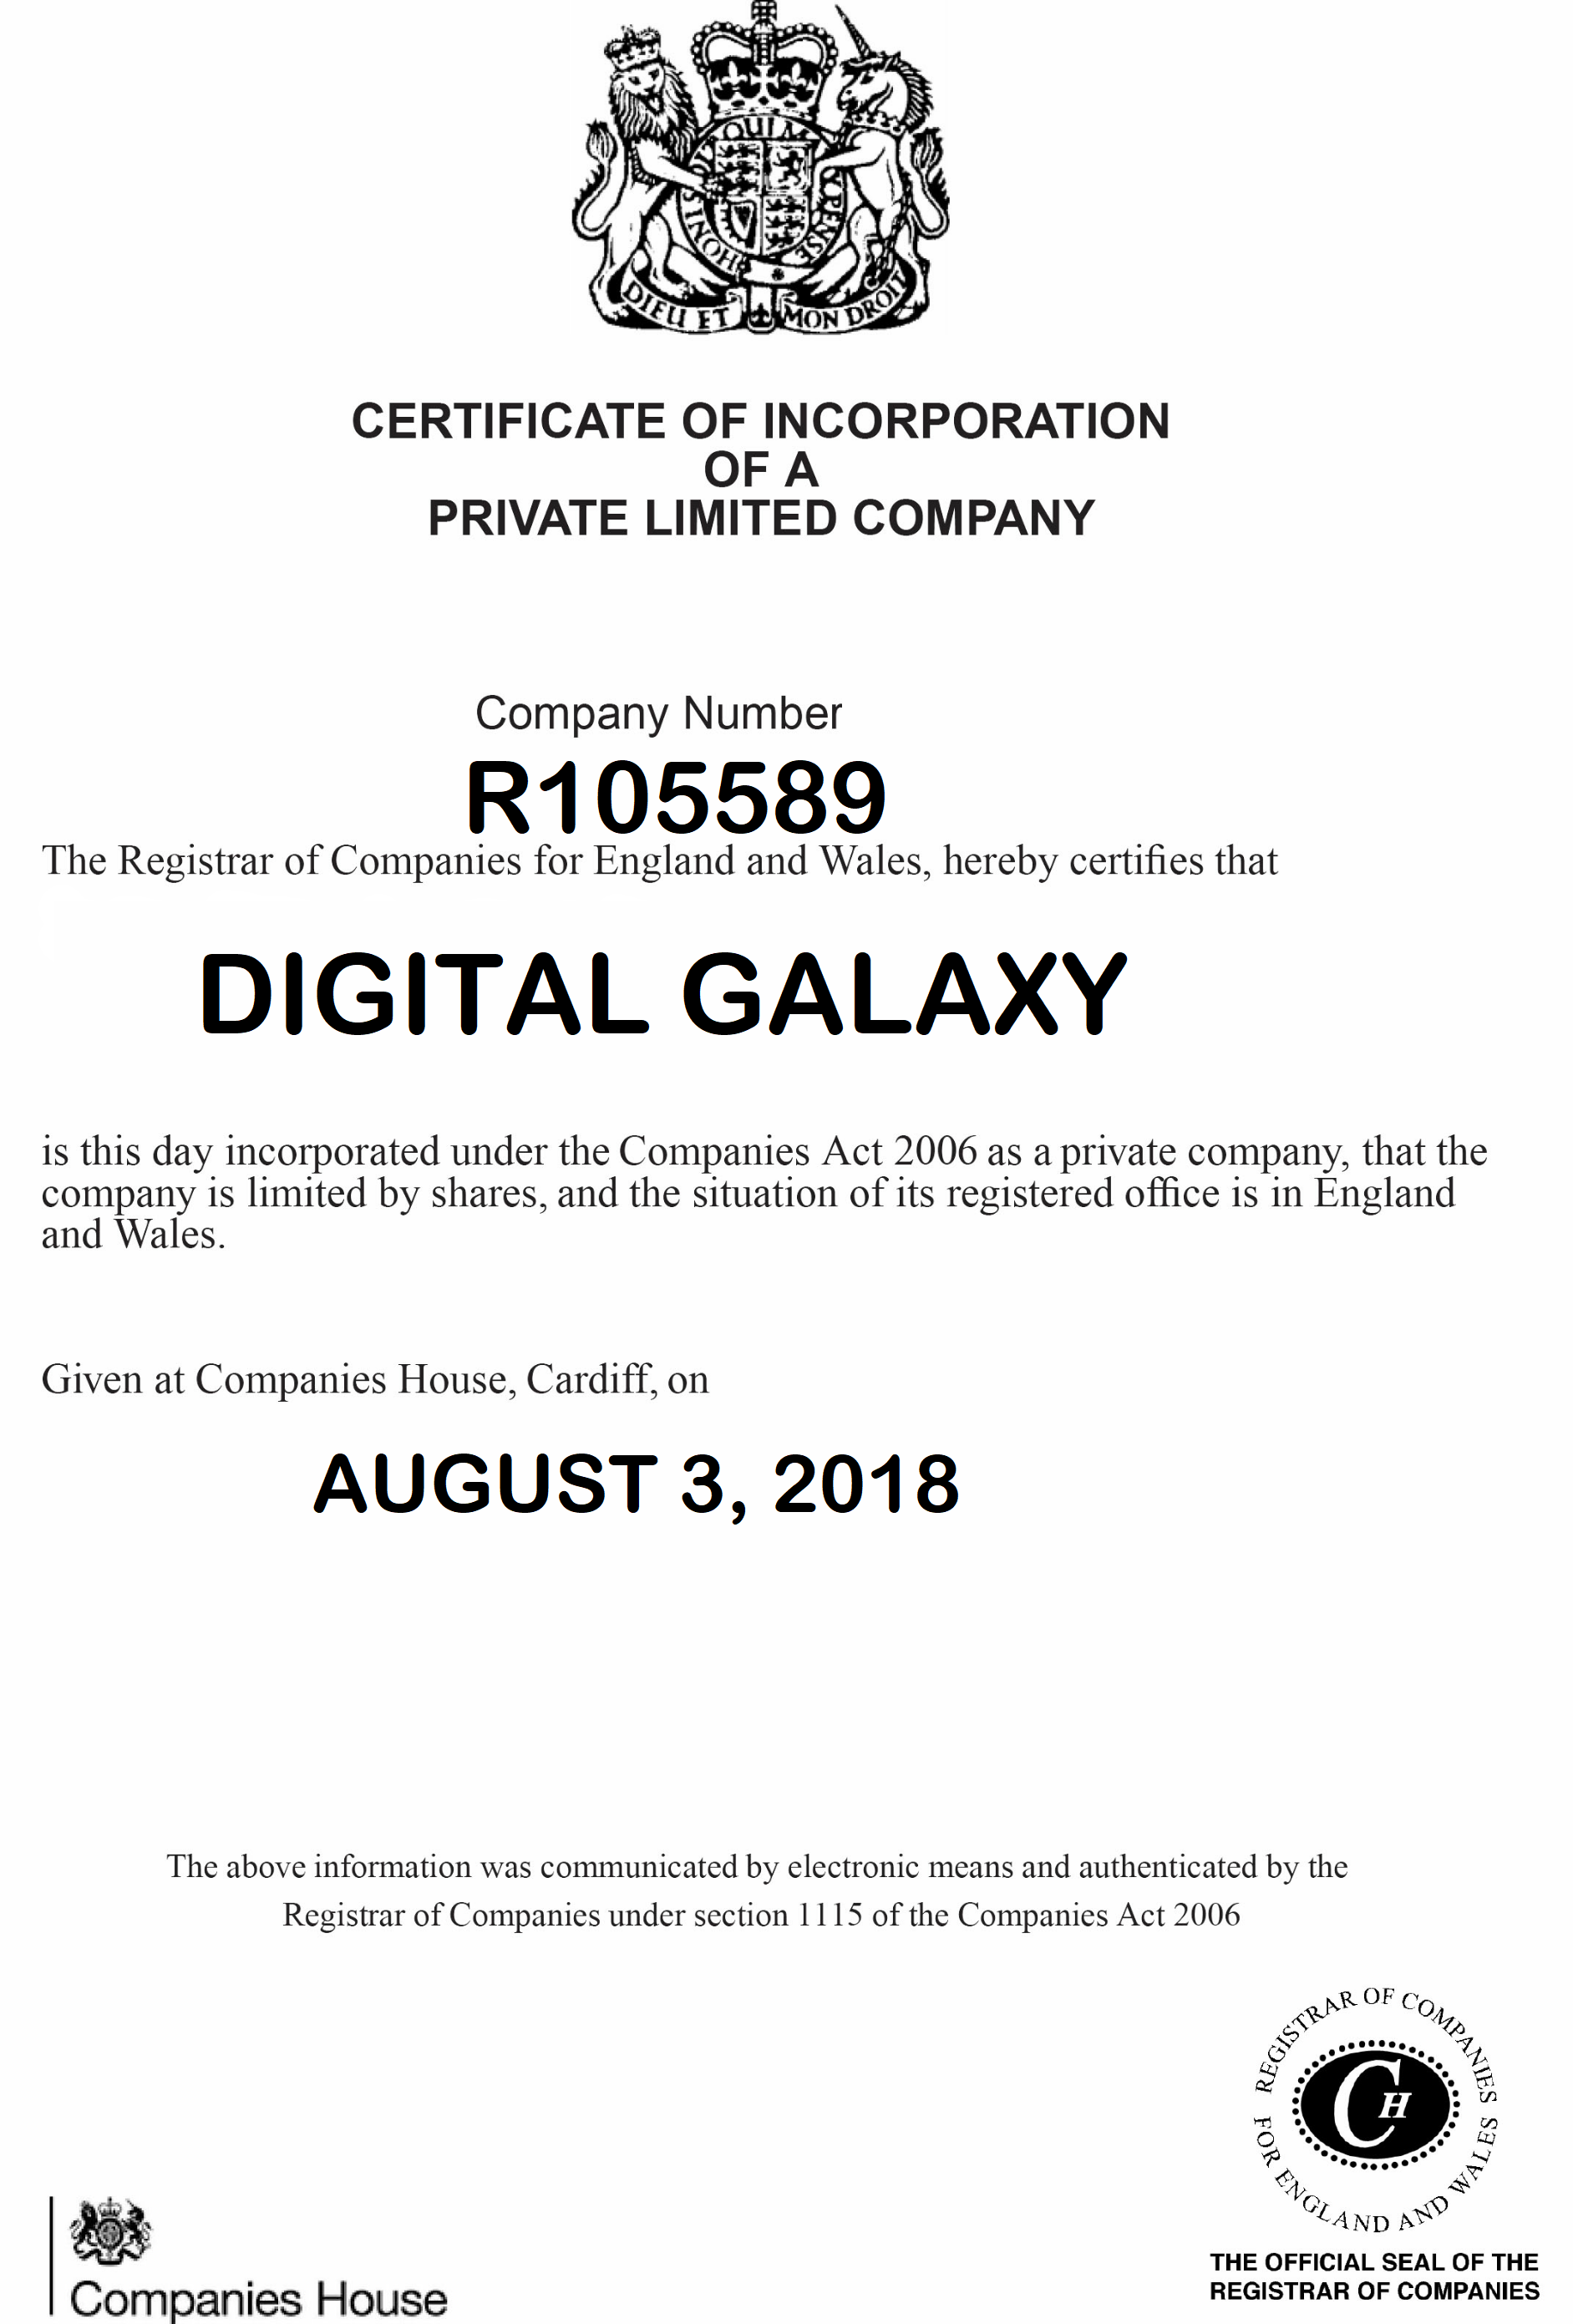 QUI M
HONI S
PENSE
DIEU ET MON DROIT
CERTIFICATE OF INCORPORATION
OF A
PRIVATE LIMITED COMPANY
Company Number
R105589
The Registrar of Companies for England and Wales, hereby certifies that
DIGITAL GALAXY
is this day incorporated under the Companies Act 2006 as a private company, that the
company is limited by shares, and the situation of its registered office is in England
and Wales.
Given at Companies House, Cardiff, on
AUGUST 3, 2018
The above information was communicated by electronic means and authenticated by the
Registrar of Companies under section 1115 of the Companies Act 2006
REGISTRAR OF COMPANIES
CH
FOR ENGLAND AND WALES
THE OFFICIAL SEAL OF THE
REGISTRAR OF COMPANIES
Companies House